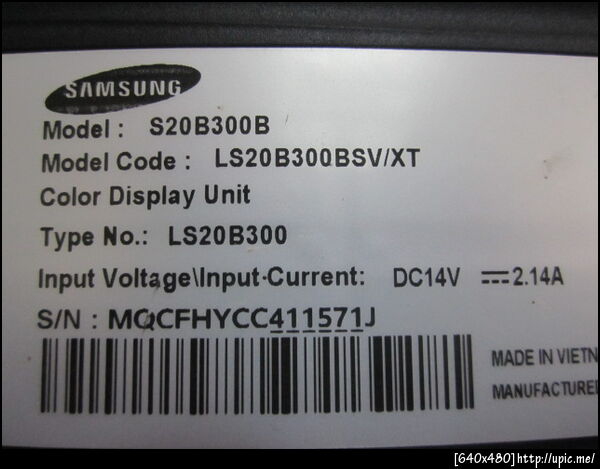 SAMSUNG
Model : S20B300B
Model Code : LS20B300BSV/XT
Color Display Unit
Type No.: LS20B300
Input Voltage\Input-Current: DC14V ⎓2.14A
S/N : MQCFHYCC411571J
MADE IN VIETN
MANUFACTURE
[640x480]http://upic.me/